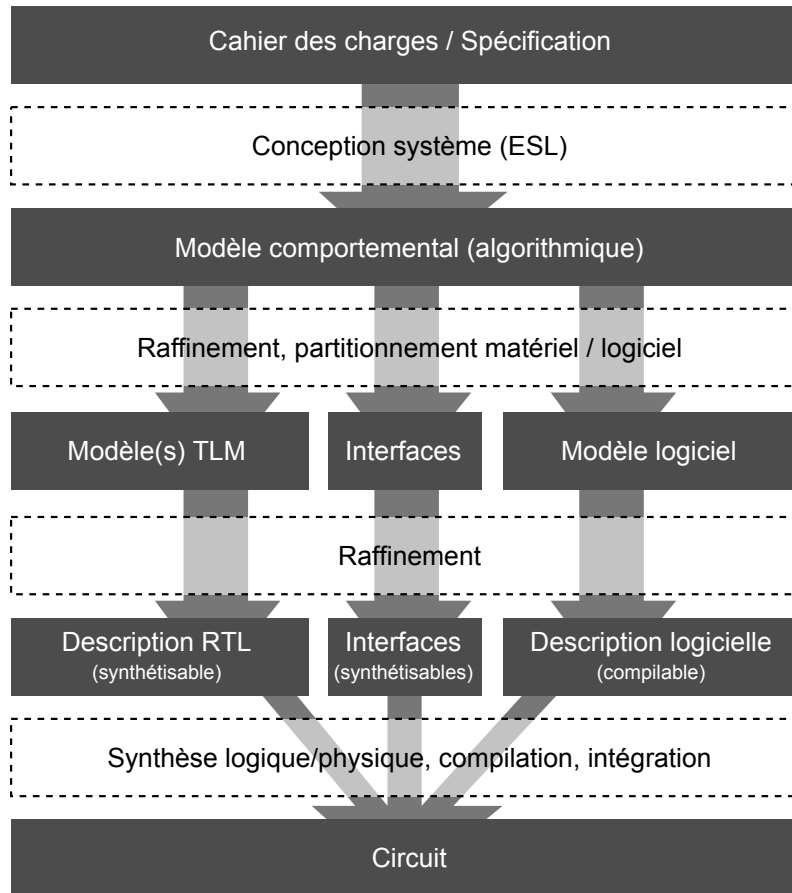 Cahier des charges / Spécification
Conception système (ESL)
Modèle comportemental (algorithmique)
Raffinement, partitionnement matériel / logiciel
Modèle(s) TLM
Interfaces
Modèle logiciel
Raffinement
Description RTL
(synthétisable)
Interfaces
(synthétisables)
Description logicielle
(compilable)
Synthèse logique/physique, compilation, intégration
Circuit